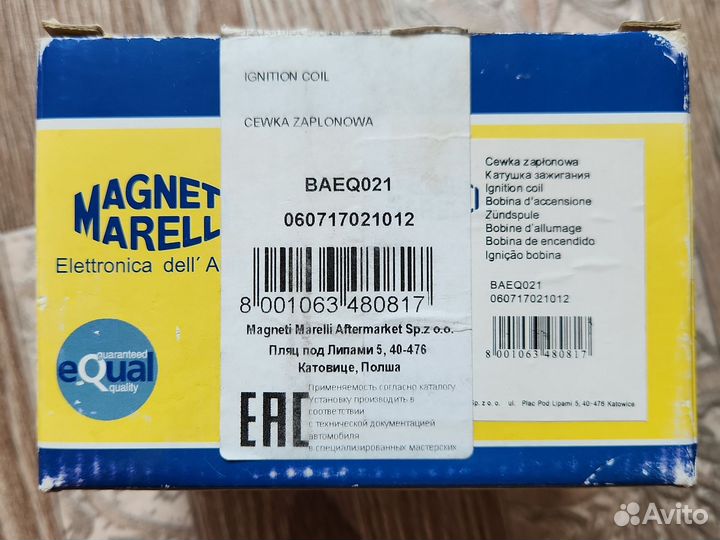 IGNITION COIL
CEWKA ZAPLONOWA
BAEQ021
060717021012
8 001063 480817
Magneti Marelli Aftermarket Sp.z o.o.
Пляц под Липами 5, 40-476
Катовице, Полша
EAC
Применяемость согласно каталогу
Установку производить в
соответствии
с технической документацией
автомобиля
в специализированных мастерских
MAGNETI
MARELL
Elettronica dell' A
guaranteed
eQual
quality
Cewka zapłonowa
Катушка зажигания
Ignition coil
Bobina d'accensione
Zündspule
Bobine d'allumage
Bobina de encendido
Ignição bobina
BAEQ021
060717021012
8 001063 480817
Sp. z o. o. ul. Plac Pod Lipami 5, 40-476 Katowice
Avito